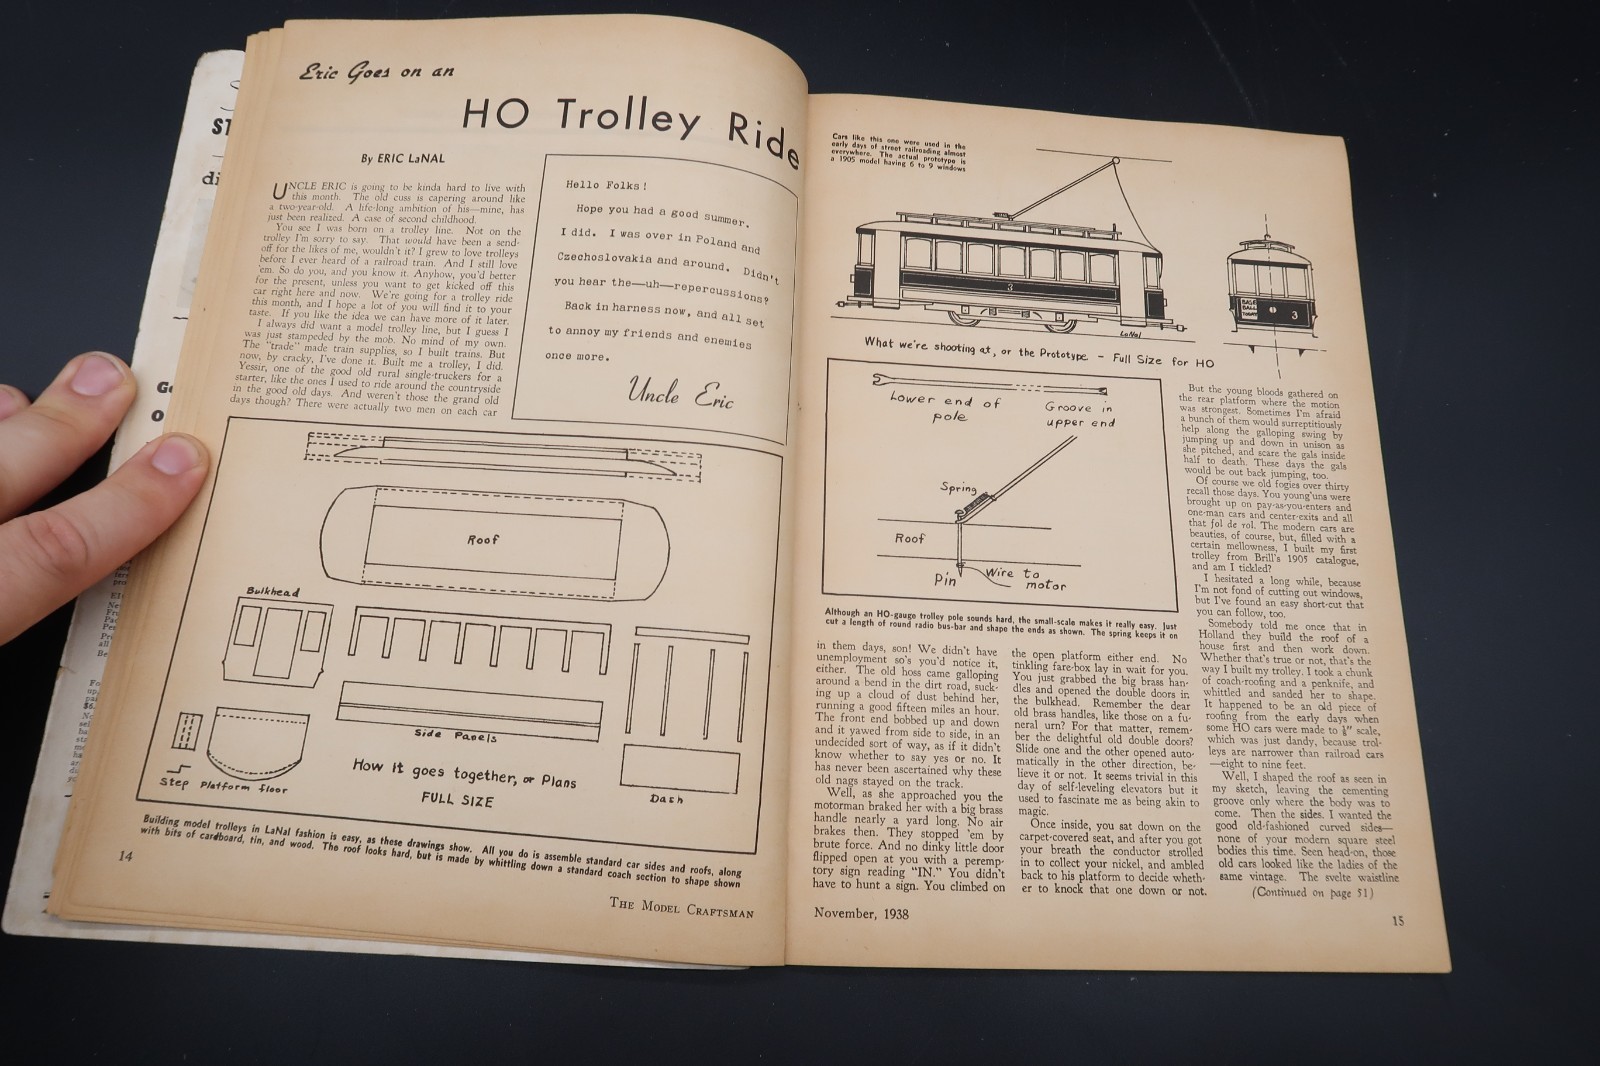 Eric Goes on an
HO Trolley Ride
By ERIC LaNAL
UNCLE ERIC is going to be kinda hard to live with
this month. The old cuss is capering around like
a two-year-old. A life-long ambition of his—mine, has
just been realized. A case of second childhood.
You see I was born on a trolley line. Not on the
trolley I'm sorry to say. That would have been a send-
off for the likes of me, wouldn't it? I grew to love trolleys
before I ever heard of a railroad train. And I still love
'em. So do you, and you know it. Anyhow, you'd better
for the present, unless you want to get kicked off this
car right here and now. We're going for a trolley ride
this month, and I hope a lot of you will find it to your
taste. If you like the idea we can have more of it later.
I always did want a model trolley line, but I guess I
was just stampeded by the mob. No mind of my own.
The "trade" made train supplies, so I built trains. But
now, by cracky, I've done it. Built me a trolley, I did.
Yessir, one of the good old rural single-truckers for a
starter, like the ones I used to ride around the countryside
in the good old days. And weren't those the grand old
days though? There were actually two men on each car
Hello Folks!
Hope you had a good summer.
I did. I was over in Poland and
Czechoslovakia and around. Didn't
you hear the—uh—repercussions?
Back in harness now, and all set
to annoy my friends and enemies
once more.
Uncle Eric
Roof
Bulkhead
Side Panels
Step Platform floor
How it goes together, or Plans
FULL SIZE
Dash
Building model trolleys in LaNal fashion is easy, as these drawings show. All you do is assemble standard car sides and roofs, along
with bits of cardboard, tin, and wood. The roof looks hard, but is made by whittling down a standard coach section to shape shown
14
THE MODEL CRAFTSMAN
Cars like this one were used in the
early days of street railroading almost
everywhere. The actual prototype is
a 1905 model having 6 to 9 windows
3
BASE
BALL
TODAY
3
LaNal
What we're shooting at, or the Prototype - Full Size for HO
Lower end of
pole
Groove in
upper end
Spring
Roof
Pin
Wire to
motor
Although an HO-gauge trolley pole sounds hard, the small-scale makes it really easy. Just
cut a length of round radio bus-bar and shape the ends as shown. The spring keeps it on
in them days, son! We didn't have
unemployment so's you'd notice it,
either. The old hoss came galloping
around a bend in the dirt road, suck-
ing up a cloud of dust behind her,
running a good fifteen miles an hour.
The front end bobbed up and down
and it yawed from side to side, in an
undecided sort of way, as if it didn't
know whether to say yes or no. It
has never been ascertained why these
old nags stayed on the track.
Well, as she approached you the
motorman braked her with a big brass
handle nearly a yard long. No air
brakes then. They stopped 'em by
brute force. And no dinky little door
flipped open at you with a peremp-
tory sign reading "IN." You didn't
have to hunt a sign. You climbed on
the open platform either end. No
tinkling fare-box lay in wait for you.
You just grabbed the big brass han-
dles and opened the double doors in
the bulkhead. Remember the dear
old brass handles, like those on a fu-
neral urn? For that matter, remem-
ber the delightful old double doors?
Slide one and the other opened auto-
matically in the other direction, be-
lieve it or not. It seems trivial in this
day of self-leveling elevators but it
used to fascinate me as being akin to
magic.
Once inside, you sat down on the
carpet-covered seat, and after you got
your breath the conductor strolled
in to collect your nickel, and ambled
back to his platform to decide wheth-
er to knock that one down or not.
But the young bloods gathered on
the rear platform where the motion
was strongest. Sometimes I'm afraid
a bunch of them would surreptitiously
help along the galloping swing by
jumping up and down in unison as
she pitched, and scare the gals inside
half to death. These days the gals
would be out back jumping, too.
Of course we old fogies over thirty
recall those days. You young'uns were
brought up on pay-as-you-enters and
one-man cars and center-exits and all
that fol de rol. The modern cars are
beauties, of course, but, filled with a
certain mellowness, I built my first
trolley from Brill's 1905 catalogue,
and am I tickled?
I hesitated a long while, because
I'm not fond of cutting out windows,
but I've found an easy short-cut that
you can follow, too.
Somebody told me once that in
Holland they build the roof of a
house first and then work down.
Whether that's true or not, that's the
way I built my trolley. I took a chunk
of coach-roofing and a penknife, and
whittled and sanded her to shape.
It happened to be an old piece of
roofing from the early days when
some HO cars were made to ⅛" scale,
which was just dandy, because trol-
leys are narrower than railroad cars
—eight to nine feet.
Well, I shaped the roof as seen in
my sketch, leaving the cementing
groove only where the body was to
come. Then the sides. I wanted the
good old-fashioned curved sides—
none of your modern square steel
bodies this time. Seen head-on, those
old cars looked like the ladies of the
same vintage. The svelte waistline
(Continued on page 51)
November, 1938
15